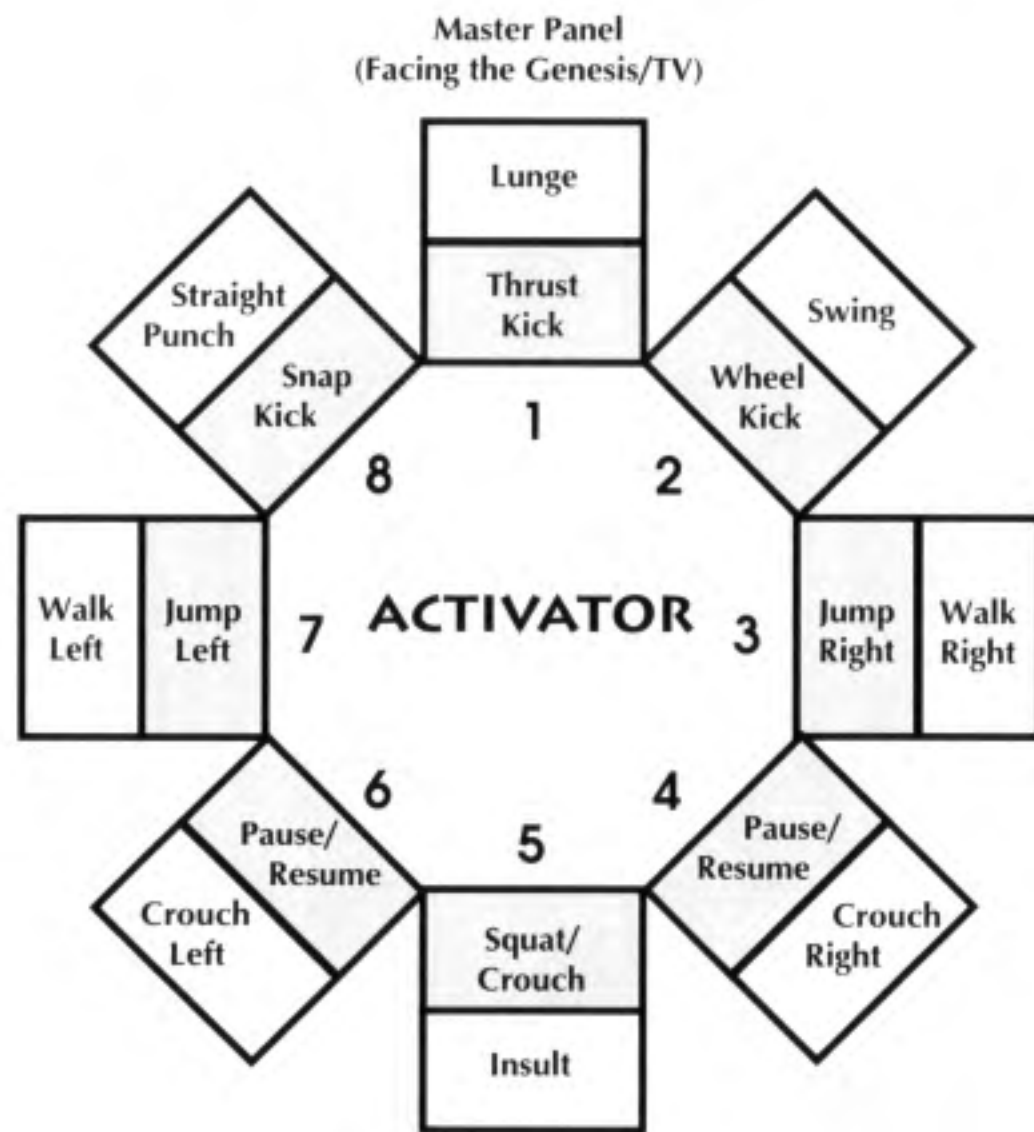 Master Panel
(Facing the Genesis/TV)
Lunge
Thrust
Kick
1
Swing
Wheel
Kick
2
Walk
Right
Jump
Right
3
Crouch
Right
Pause/
Resume
4
5
Squat/
Crouch
Insult
6
Pause/
Resume
Crouch
Left
7
Jump
Left
Walk
Left
8
Snap
Kick
Straight
Punch
ACTIVATOR